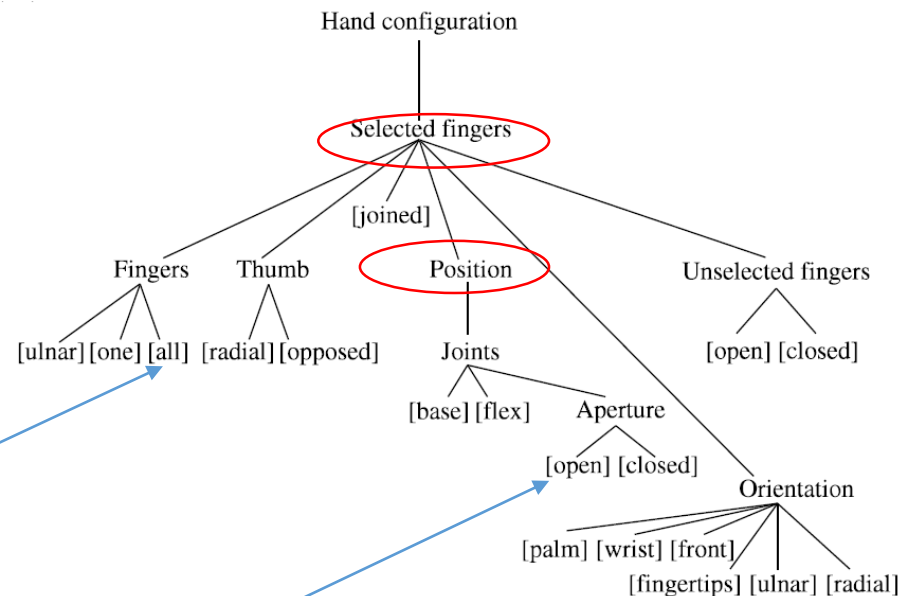 Hand configuration
Selected fingers
[joined]
Fingers Thumb Position Unselected fingers
[ulnar] [one] [all] [radial] [opposed] Joints [open] [closed]
[base] [flex] Aperture
[open] [closed]
Orientation
[palm] [wrist] [front]
[fingertips] [ulnar] [radial]